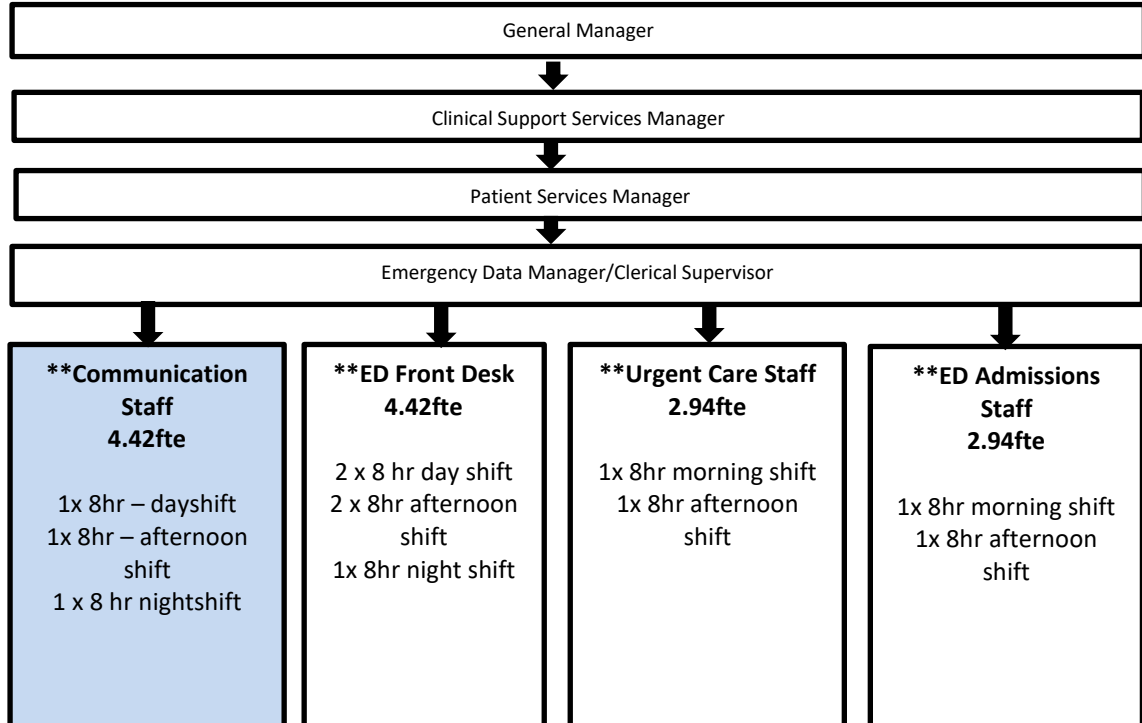 General Manager
Clinical Support Services Manager
Patient Services Manager
Emergency Data Manager/Clerical Supervisor
**Communication
Staff
4.42fte
1x 8hr – dayshift
1x 8hr – afternoon
shift
1 x 8 hr nightshift
**ED Front Desk
4.42fte
2 x 8 hr day shift
2 x 8hr afternoon
shift
1x 8hr night shift
**Urgent Care Staff
2.94fte
1x 8hr morning shift
1x 8hr afternoon
shift
**ED Admissions
Staff
2.94fte
1x 8hr morning shift
1x 8hr afternoon
shift